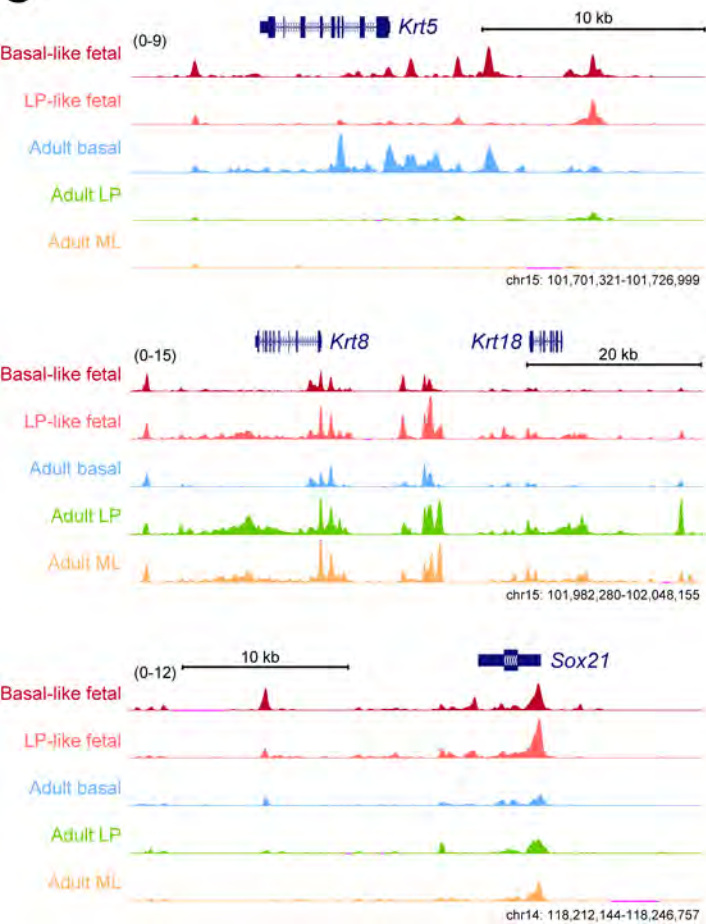 Krt5
10 kb
(0-9)
Basal-like fetal
LP-like fetal
Adult basal
Adult LP
Adult ML
chr15: 101,701,321-101,726,999
Krt8
Krt18
(0-15)
20 kb
Basal-like fetal
LP-like fetal
Adult basal
Adult LP
Adult ML
chr15: 101,982,280-102,048,155
10 kb
Sox21
(0-12)
Basal-like fetal
LP-like fetal
Adult basal
Adult LP
Adult ML
chr14: 118,212,144-118,246,757